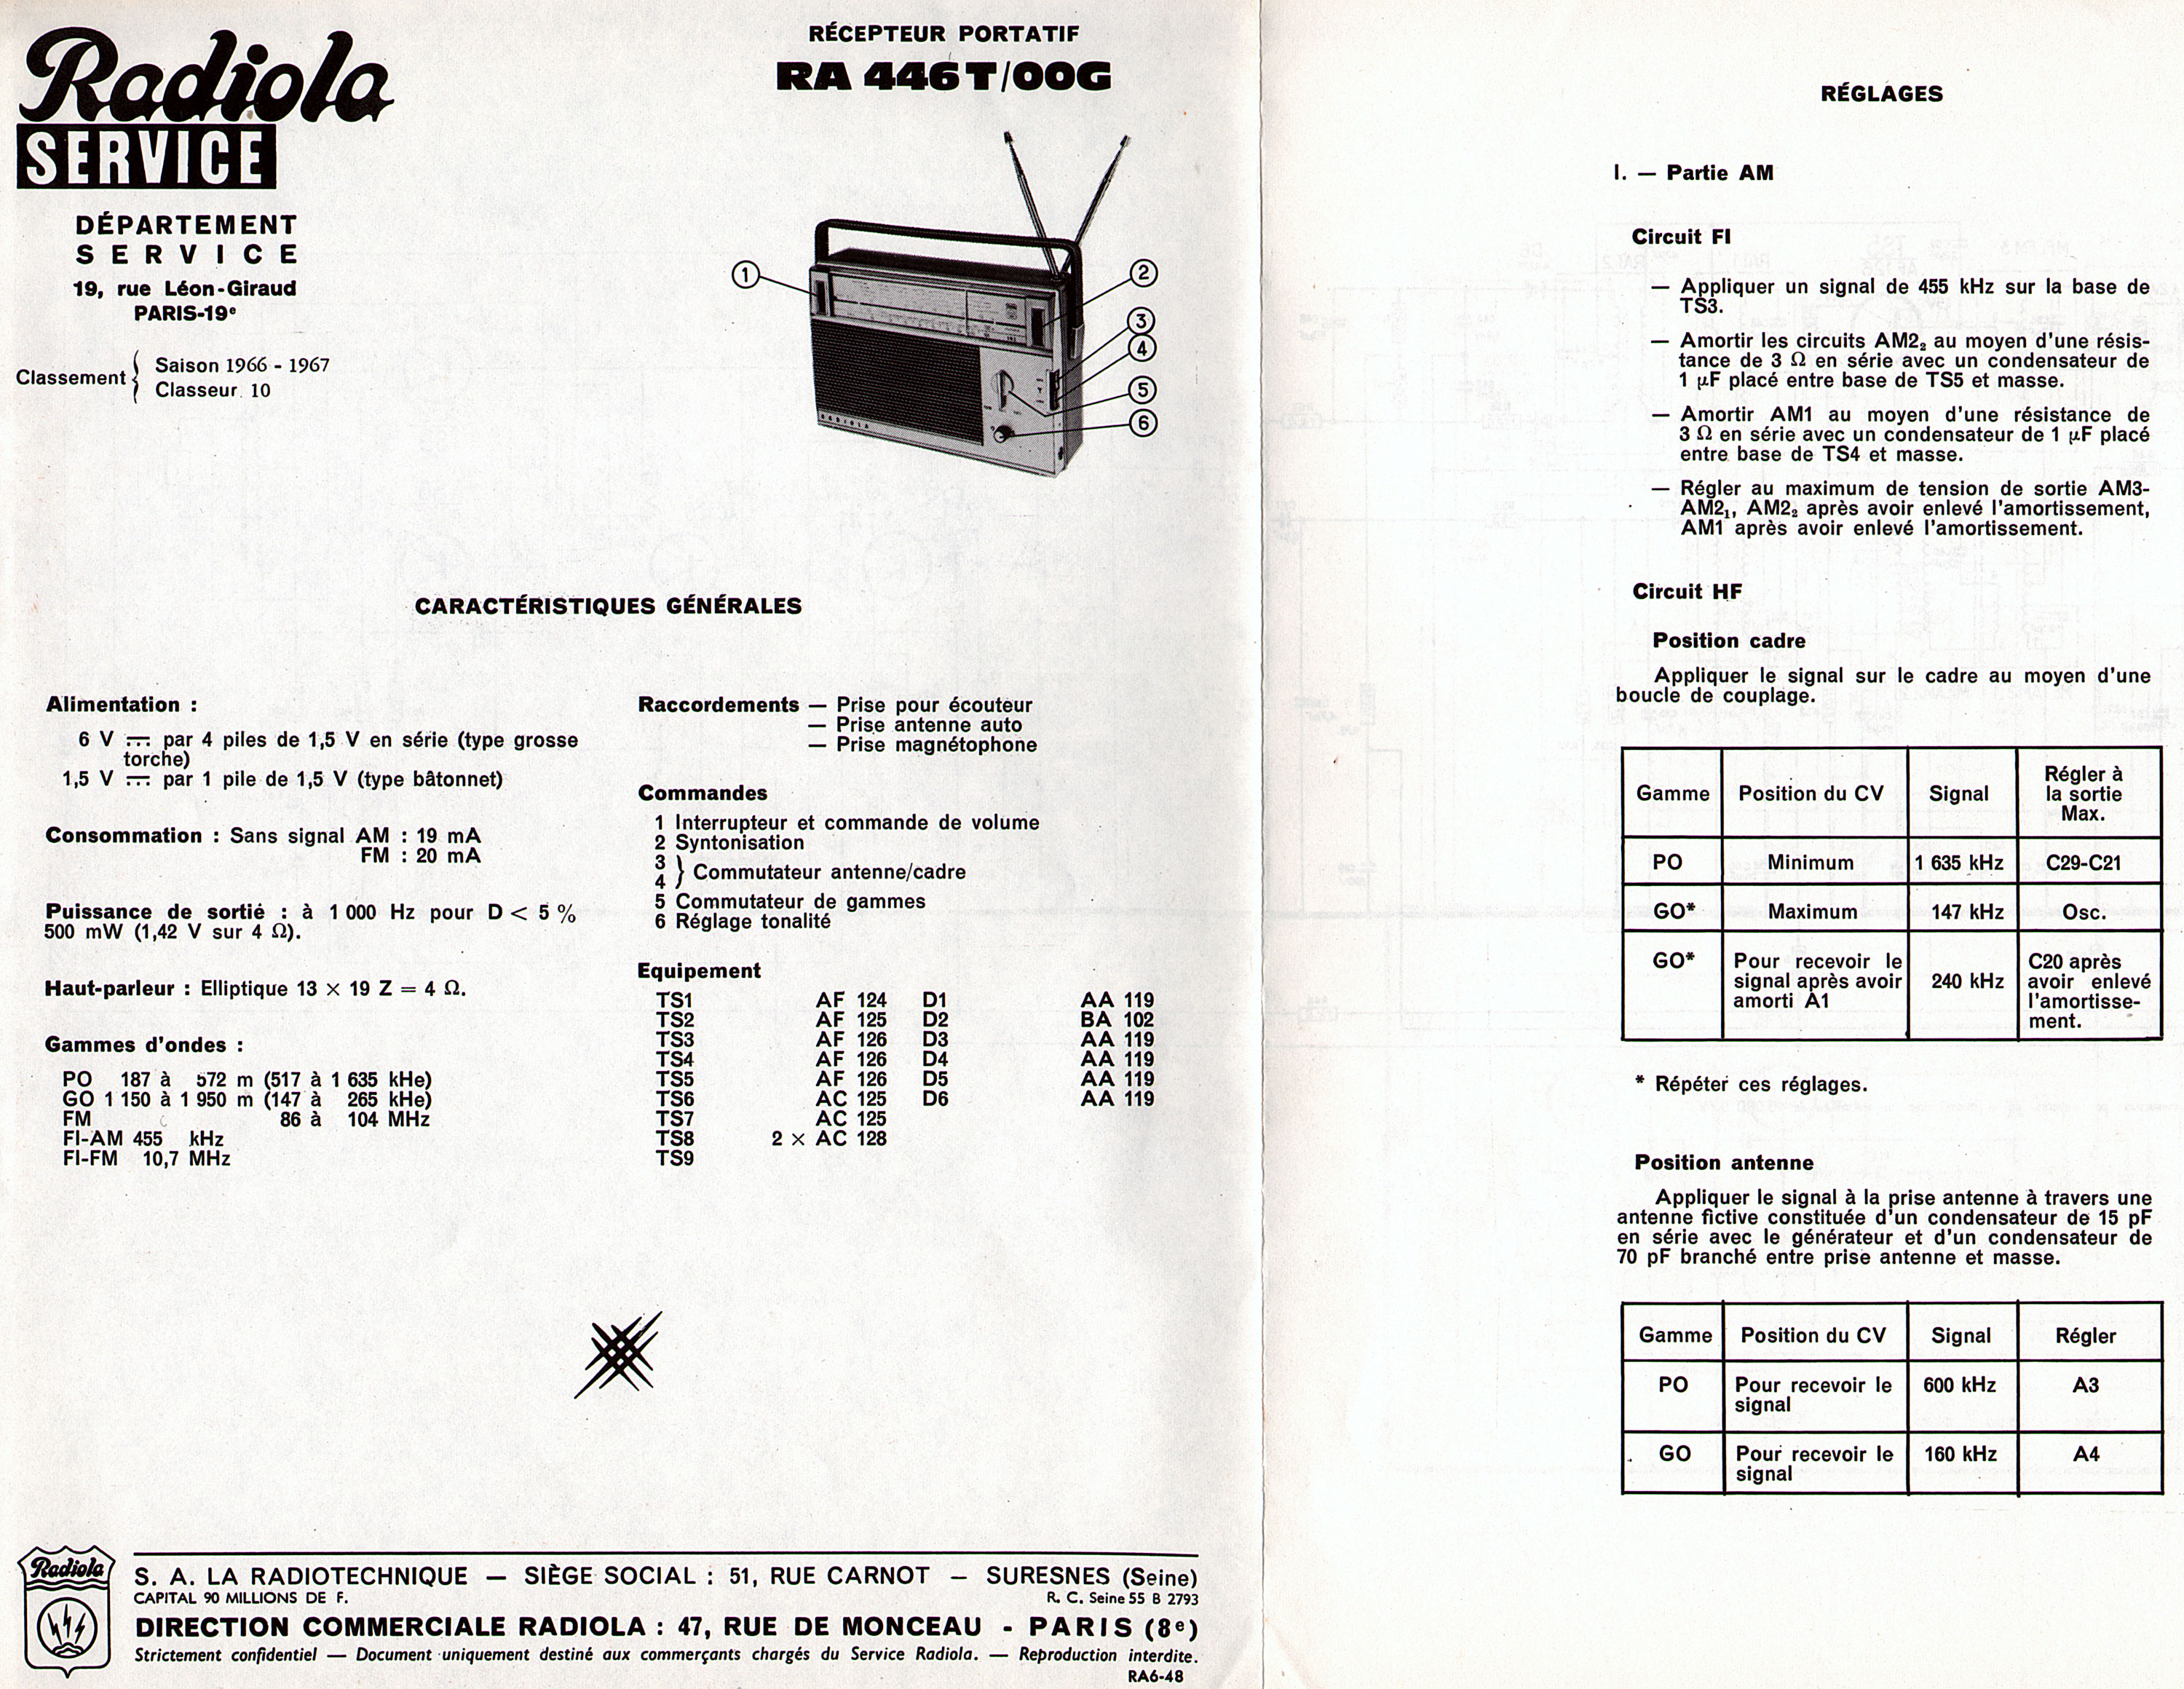 Radiola
SERVICE
DÉPARTEMENT
SERVICE
19, rue Léon-Giraud
PARIS-19e
Classement { Saison 1966 - 1967
Classeur 10
RÉCEPTEUR PORTATIF
RA 446 T/00G
1
2
3
4
5
6
RADIOLA
CARACTÉRISTIQUES GÉNÉRALES
Alimentation :
6 V par 4 piles de 1,5 V en série (type grosse
torche)
1,5 V par 1 pile de 1,5 V (type bâtonnet)
Consommation : Sans signal AM : 19 mA
FM : 20 mA
Puissance de sortie : à 1 000 Hz pour D < 5 %
500 mW (1,42 V sur 4 Ω).
Haut-parleur : Elliptique 13 × 19 Z = 4 Ω.
Gammes d'ondes :
PO 187 à 572 m (517 à 1 635 kHe)
GO 1 150 à 1 950 m (147 à 265 kHe)
FM 86 à 104 MHz
FI-AM 455 kHz
FI-FM 10,7 MHz
Raccordements — Prise pour écouteur
— Prise antenne auto
— Prise magnétophone
Commandes
1 Interrupteur et commande de volume
2 Syntonisation
3
4 } Commutateur antenne/cadre
5 Commutateur de gammes
6 Réglage tonalité
Equipement
TS1 AF 124 D1 AA 119
TS2 AF 125 D2 BA 102
TS3 AF 126 D3 AA 119
TS4 AF 126 D4 AA 119
TS5 AF 126 D5 AA 119
TS6 AC 125 D6 AA 119
TS7 AC 125
TS8 2 × AC 128
TS9
Radiola
S. A. LA RADIOTECHNIQUE — SIÈGE SOCIAL : 51, RUE CARNOT — SURESNES (Seine)
CAPITAL 90 MILLIONS DE F. R. C. Seine 55 B 2793
DIRECTION COMMERCIALE RADIOLA : 47, RUE DE MONCEAU - PARIS (8e)
Strictement confidentiel — Document uniquement destiné aux commerçants chargés du Service Radiola. — Reproduction interdite.
RA6-48
RÉGLAGES
I. — Partie AM
Circuit FI
— Appliquer un signal de 455 kHz sur la base de
TS3.
— Amortir les circuits AM2₂ au moyen d'une résis-
tance de 3 Ω en série avec un condensateur de
1 µF placé entre base de TS5 et masse.
— Amortir AM1 au moyen d'une résistance de
3 Ω en série avec un condensateur de 1 µF placé
entre base de TS4 et masse.
— Régler au maximum de tension de sortie AM3-
AM2₁, AM2₂ après avoir enlevé l'amortissement,
AM1 après avoir enlevé l'amortissement.
Circuit HF
Position cadre
Appliquer le signal sur le cadre au moyen d'une
boucle de couplage.
Gamme Position du CV Signal Régler à
la sortie
Max.
PO Minimum 1 635 kHz C29-C21
GO* Maximum 147 kHz Osc.
GO* Pour recevoir le
signal après avoir
amorti A1 240 kHz C20 après
avoir enlevé
l'amortisse-
ment.
* Répéter ces réglages.
Position antenne
Appliquer le signal à la prise antenne à travers une
antenne fictive constituée d'un condensateur de 15 pF
en série avec le générateur et d'un condensateur de
70 pF branché entre prise antenne et masse.
Gamme Position du CV Signal Régler
PO Pour recevoir le
signal 600 kHz A3
GO Pour recevoir le
signal 160 kHz A4